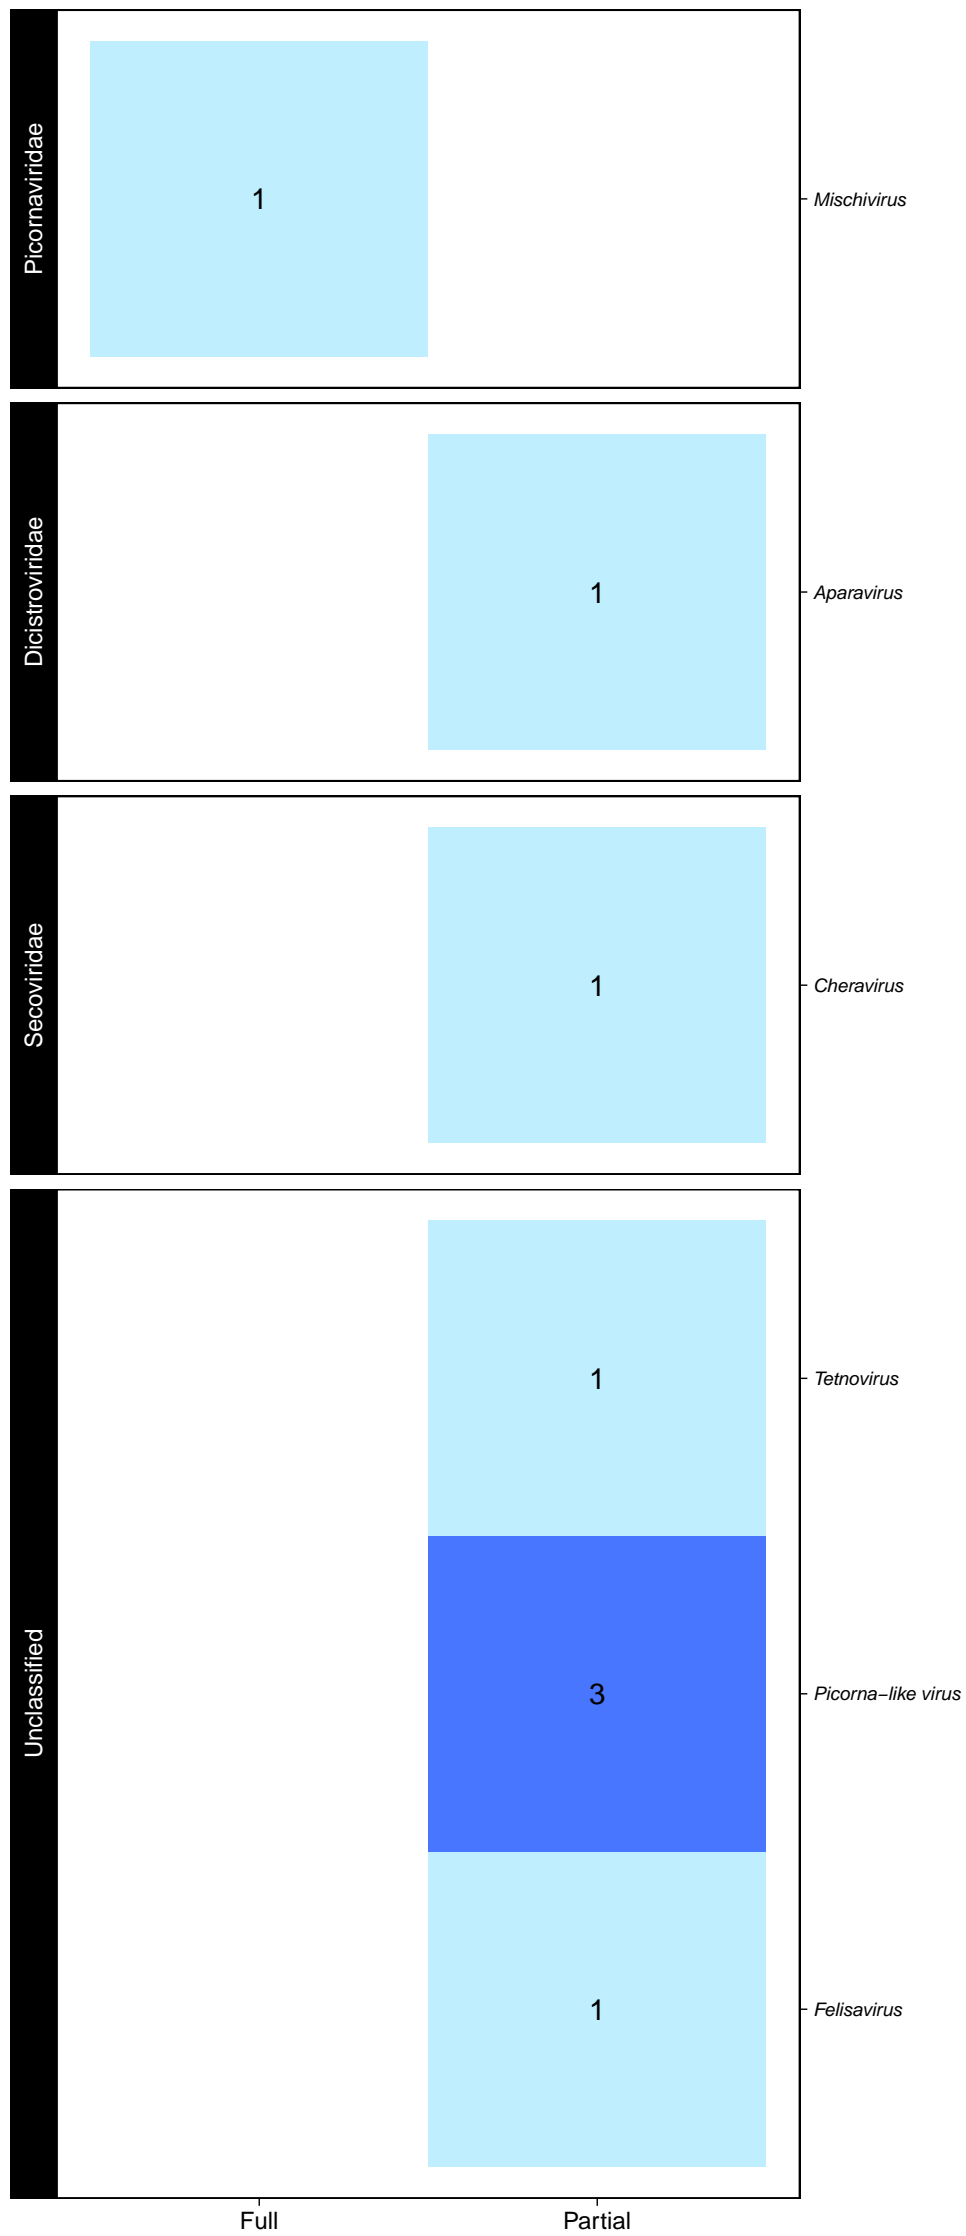 Picornaviridae
1
Mischivirus
Dicistroviridae
1
Aparavirus
Secoviridae
1
Cheravirus
Unclassified
1
Tetnovirus
3
Picorna–like virus
1
Felisavirus
Full
Partial